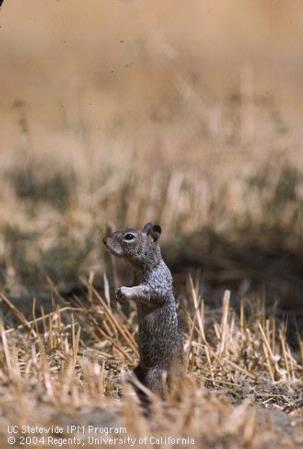 UC Statewide IPM Program
© 2004 Regents, University of California